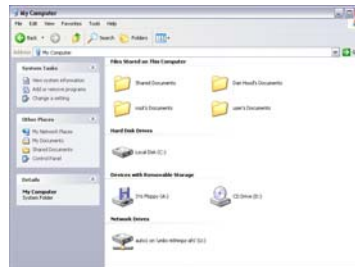 My Computer
File Edit View Favorites Tools Help
Back Search Folders
Address My Computer
System Tasks
View system information
Add or remove programs
Change a setting
Other Places
My Network Places
My Documents
Shared Documents
Control Panel
Details
My Computer
System Folder
Files Stored on This Computer
Shared Documents
Dan Hood's Documents
user's Documents
Hard Disk Drives
Local Disk (C:)
Devices with Removable Storage
3½ Floppy (A:)
CD Drive (D:)
Network Drives